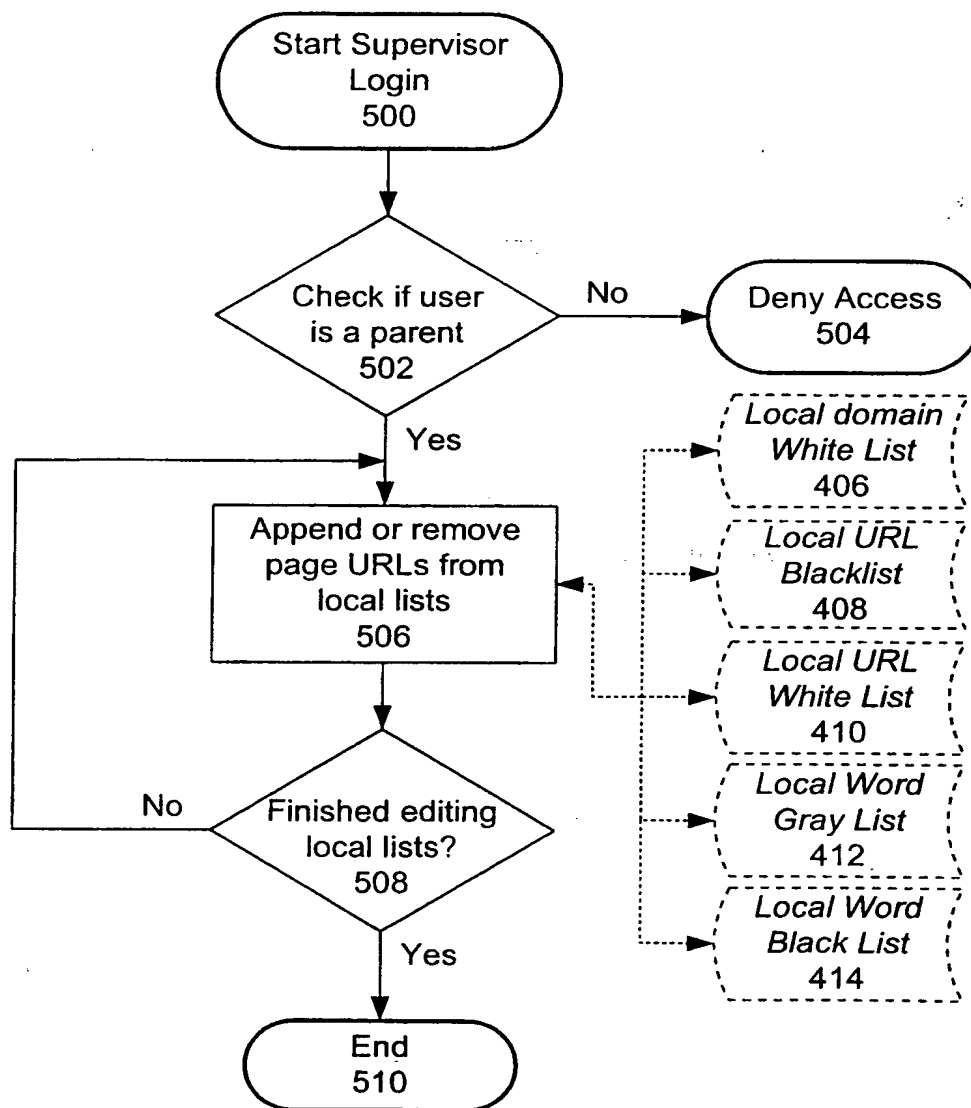 Start Supervisor
Login
500
Check if user
is a parent
502
No
Deny Access
504
Yes
Local domain
White List
406
Append or remove
page URLs from
local lists
506
Local URL
Blacklist
408
Local URL
White List
410
No
Finished editing
local lists?
508
Local Word
Gray List
412
Yes
Local Word
Black List
414
End
510